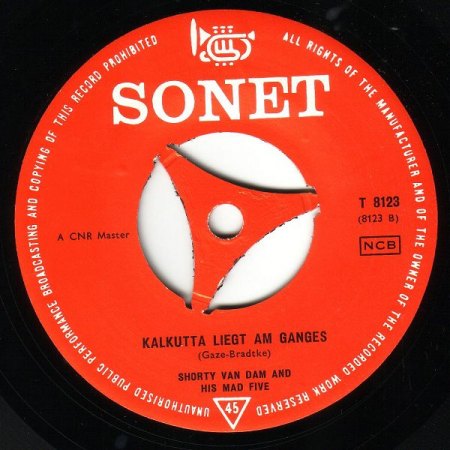 SONET
T 8123
(8123 B)
A CNR Master
NCB
KALKUTTA LIEGT AM GANGES
(Gaze-Bradtke)
SHORTY VAN DAM AND
HIS MAD FIVE
45
ALL RIGHTS OF THE MANUFACTURER AND OF THE OWNER OF THE RECORDED WORK RESERVED
UNAUTHORISED PUBLIC PERFORMANCE BROADCASTING AND COPYING OF THIS RECORD PROHIBITED